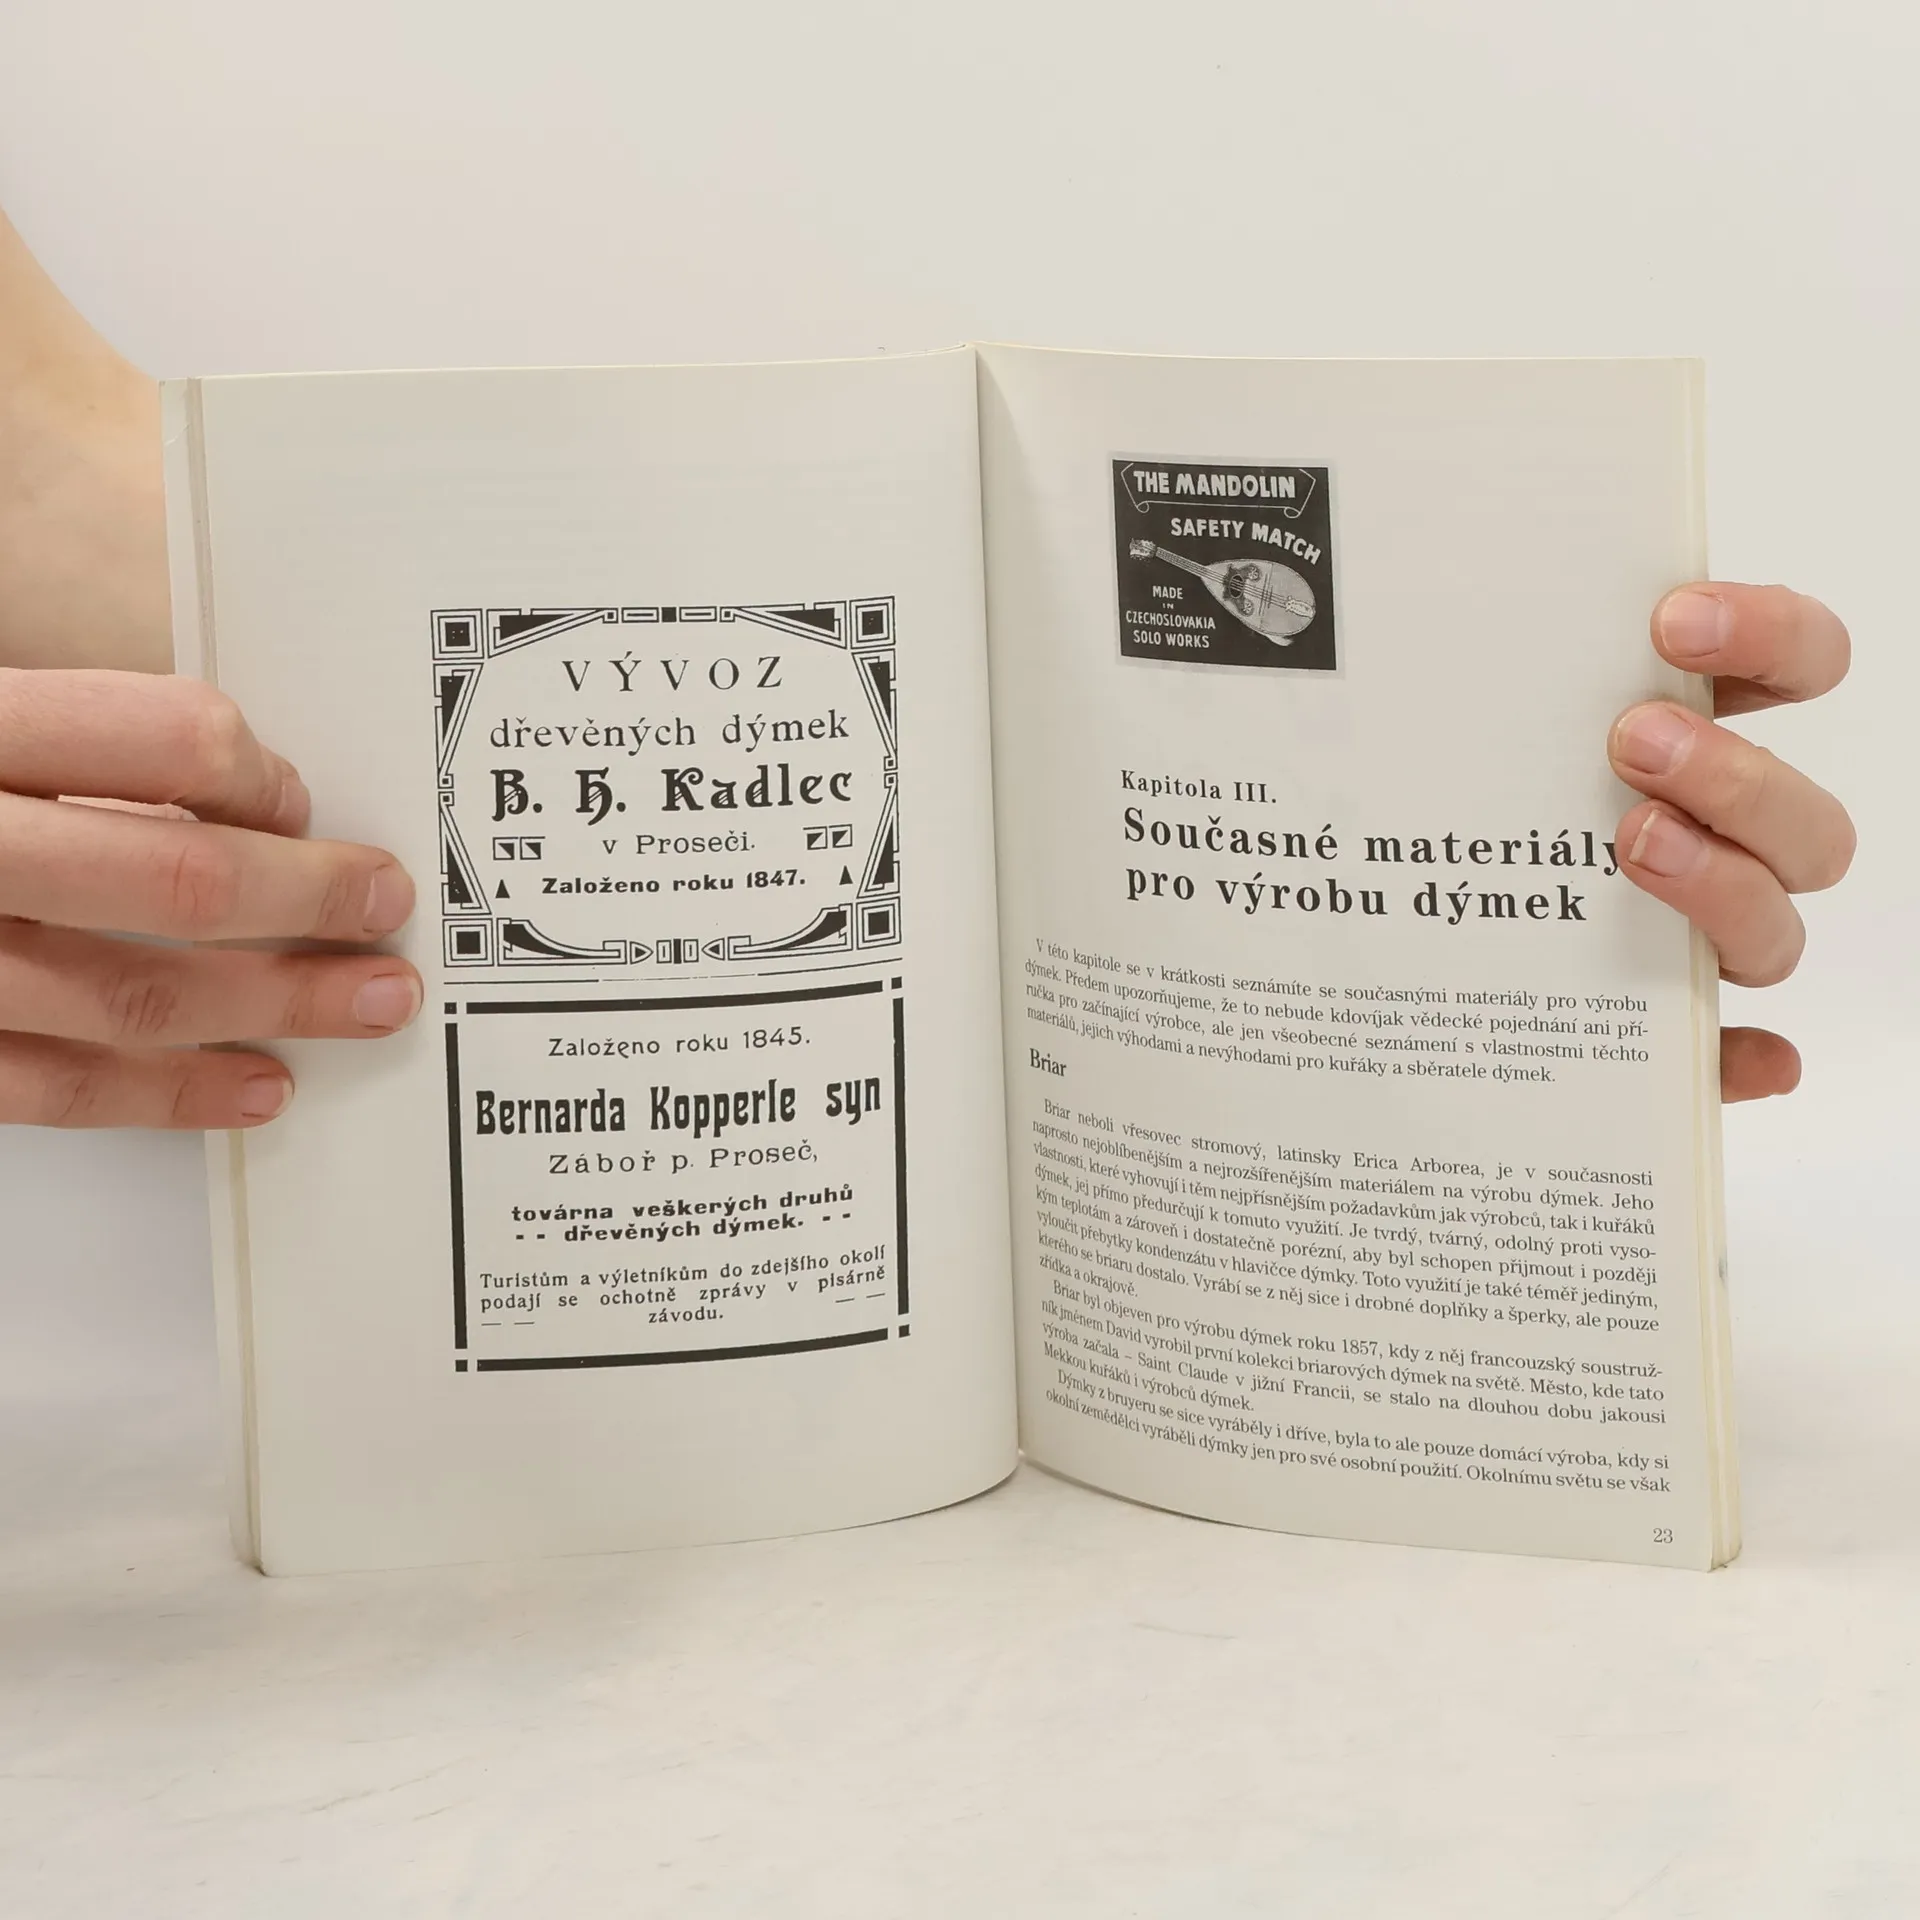 VÝVOZ
dřevěných dýmek
B. H. Kadlec
v Proseči.
Založeno roku 1847.
Založeno roku 1845.
Bernarda Kopperle syn
Záboř p. Proseč,
továrna veškerých druhů
- - dřevěných dýmek. - -
Turistům a výletníkům do zdejšího okolí
podají se ochotně zprávy v pisárně
— — závodu. — —
THE MANDOLIN
SAFETY MATCH
MADE
IN
CZECHOSLOVAKIA
SOLO WORKS
Kapitola III.
Současné materiály
pro výrobu dýmek
V této kapitole se v krátkosti seznámíte se současnými materiály pro výrobu
dýmek. Předem upozorňujeme, že to nebude kdovíjak vědecké pojednání ani pří-
ručka pro začínající výrobce, ale jen všeobecné seznámení s vlastnostmi těchto
materiálů, jejich výhodami a nevýhodami pro kuřáky a sběratele dýmek.
Briar
Briar neboli vřesovec stromový, latinsky Erica Arborea, je v současnosti
naprosto nejoblíbenějším a nejrozšířenějším materiálem na výrobu dýmek. Jeho
vlastnosti, které vyhovují i těm nejpřísnějším požadavkům jak výrobců, tak i kuřáků
dýmek, jej přímo předurčují k tomuto využití. Je tvrdý, tvárný, odolný proti vyso-
kým teplotám a zároveň i dostatečně porézní, aby byl schopen přijmout i později
vyloučit přebytky kondenzátu v hlavičce dýmky. Toto využití je také téměř jediným,
kterého se briaru dostalo. Vyrábí se z něj sice i drobné doplňky a šperky, ale pouze
zřídka a okrajově.
Briar byl objeven pro výrobu dýmek roku 1857, kdy z něj francouzský soustruž-
ník jménem David vyrobil první kolekci briarových dýmek na světě. Město, kde tato
výroba začala – Saint Claude v jižní Francii, se stalo na dlouhou dobu jakousi
Mekkou kuřáků i výrobců dýmek.
Dýmky z bruyeru se sice vyráběly i dříve, byla to ale pouze domácí výroba, kdy si
okolní zemědělci vyráběli dýmky jen pro své osobní použití. Okolnímu světu se však
23